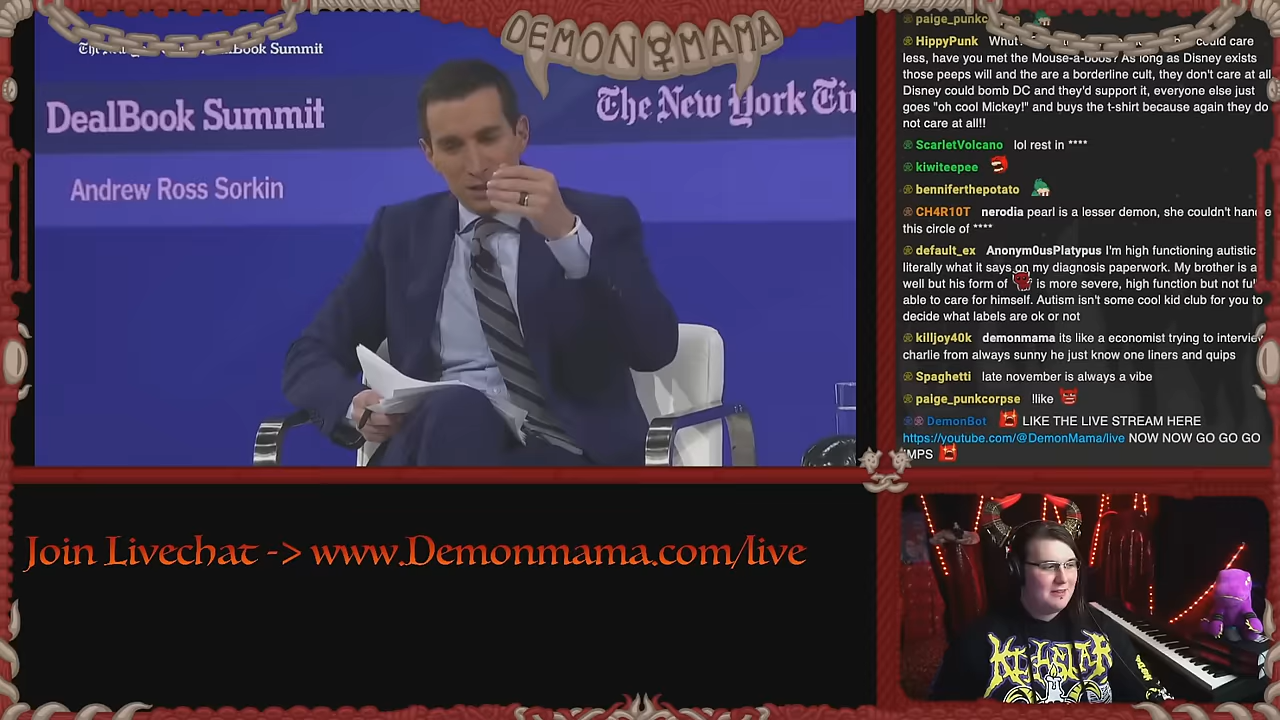 DealBook Summit
DEMON MAMA
DealBook Summit
The New York
Andrew Ross Sorkin
HippyPunk
could care
less, have you met the Mouse-a-boos? As long as Disney exists
those peeps will and the are a borderline cult, they don't care at all
Disney could bomb DC and they'd support it, everyone else just
goes "oh cool Mickey!" and buys the t-shirt because again they do
not care at all!!
ScarletVolcano lol rest in ****
kiwiteepee
benniferthepotato
CH4R10T nerodia pearl is a lesser demon, she couldn't handle
this circle of ****
default_ex Anonym0usPlatypus I'm high functioning autistic
literally what it says on my diagnosis paperwork. My brother is a
well but his form of is more severe, high function but not
able to care for himself. Autism isn't some cool kid club for you to
decide what labels are ok or not
killjoy40k demonmama its like a economist trying to
charlie from always sunny he just know one liners and quips
Spaghetti late november is always a vibe
paige_punkcorpse !like
DemonBot LIKE THE LIVE STREAM HERE
https://youtube.com/@DemonMama/live NOW NOW GO GO GO
IMPS
Join Livechat -> www.Demonmama.com/live
KILLSTAR